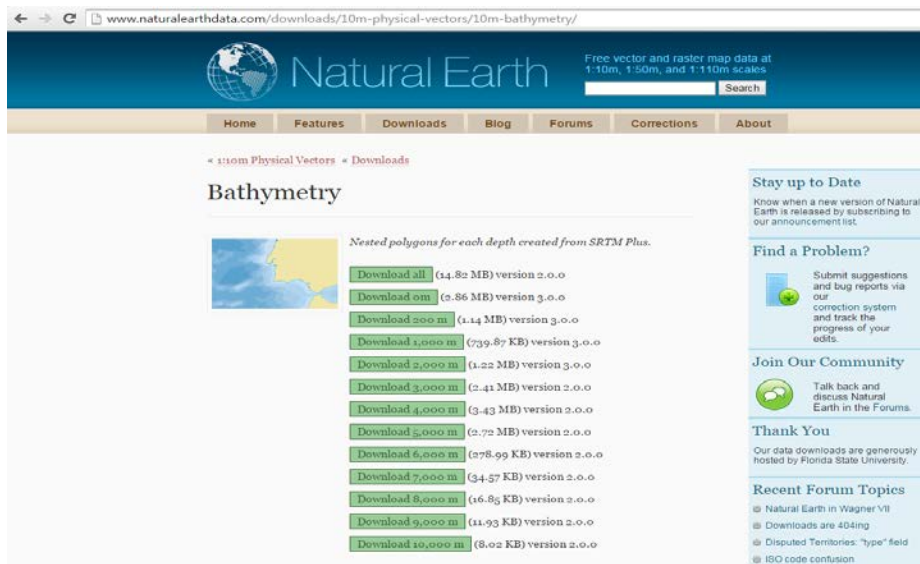 www.naturalearthdata.com/downloads/10m-physical-vectors/10m-bathymetry/
Natural Earth
Free vector and raster map data at
1:10m, 1:50m, and 1:110m scales
Search
Home Features Downloads Blog Forums Corrections About
« 1:10m Physical Vectors « Downloads
Bathymetry
Nested polygons for each depth created from SRTM Plus.
Download all (14.82 MB) version 2.0.0
Download 0m (2.86 MB) version 3.0.0
Download 200 m (1.14 MB) version 3.0.0
Download 1,000 m (739.87 KB) version 3.0.0
Download 2,000 m (1.22 MB) version 3.0.0
Download 3,000 m (2.41 MB) version 2.0.0
Download 4,000 m (3.43 MB) version 2.0.0
Download 5,000 m (2.72 MB) version 2.0.0
Download 6,000 m (278.99 KB) version 2.0.0
Download 7,000 m (34.57 KB) version 2.0.0
Download 8,000 m (16.85 KB) version 2.0.0
Download 9,000 m (11.93 KB) version 2.0.0
Download 10,000 m (8.02 KB) version 2.0.0
Stay up to Date
Know when a new version of Natural
Earth is released by subscribing to
our announcement list.
Find a Problem?
Submit suggestions
and bug reports via
our
correction system
and track the
progress of your
edits.
Join Our Community
Talk back and
discuss Natural
Earth in the Forums.
Thank You
Our data downloads are generously
hosted by Florida State University.
Recent Forum Topics
Natural Earth in Wagner VII
Downloads are 404ing
Disputed Territories: "type" field
ISO code confusion